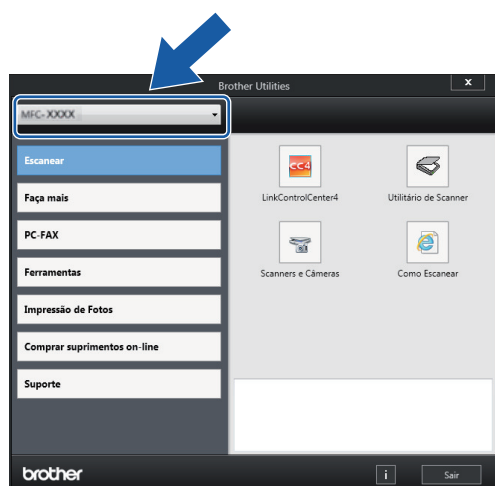 Brother Utilities
X
MFC-XXXX
Escanear
Faça mais
PC-FAX
Ferramentas
Impressão de Fotos
Comprar suprimentos on-line
Suporte
CC4
LinkControlCenter4
Utilitário de Scanner
Scanners e Câmeras
Como Escanear
brother
i
Sair